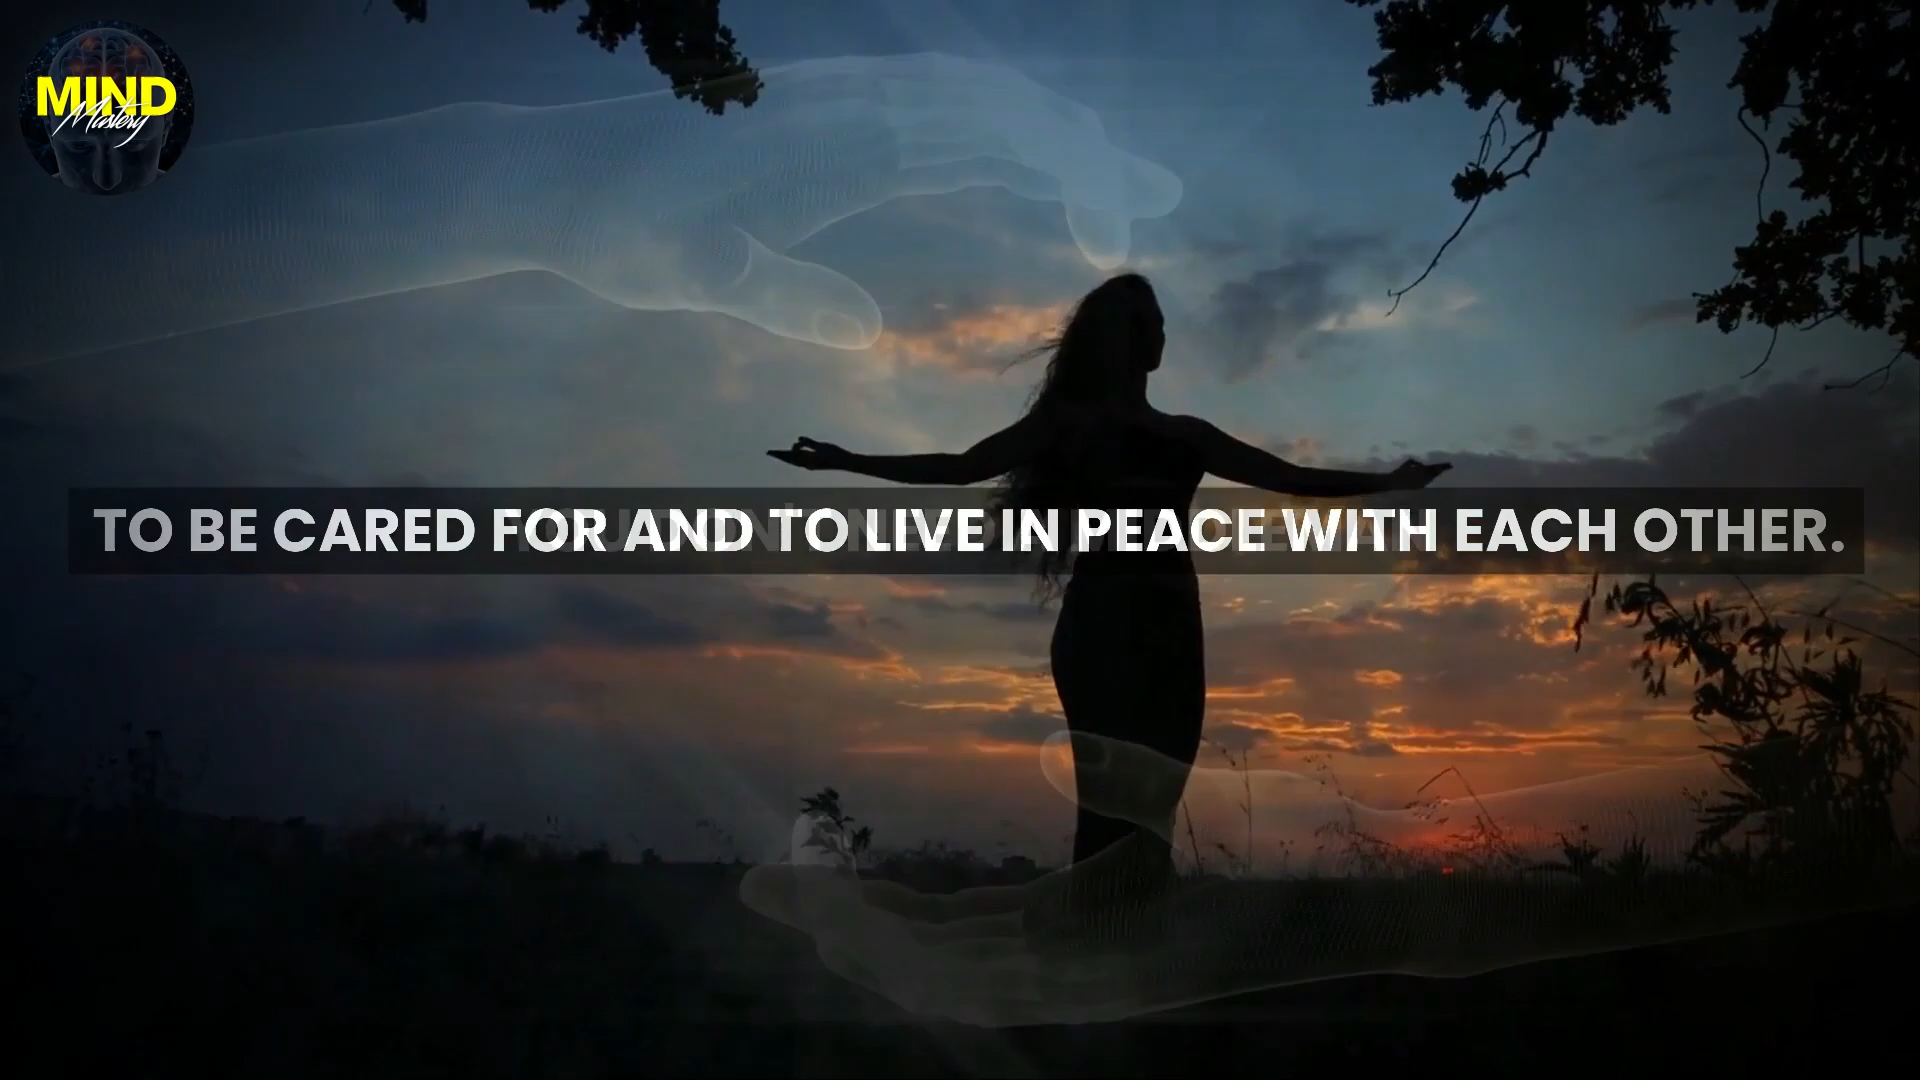 MIND
Mastery
TO BE CARED FOR AND TO LIVE IN PEACE WITH EACH OTHER.